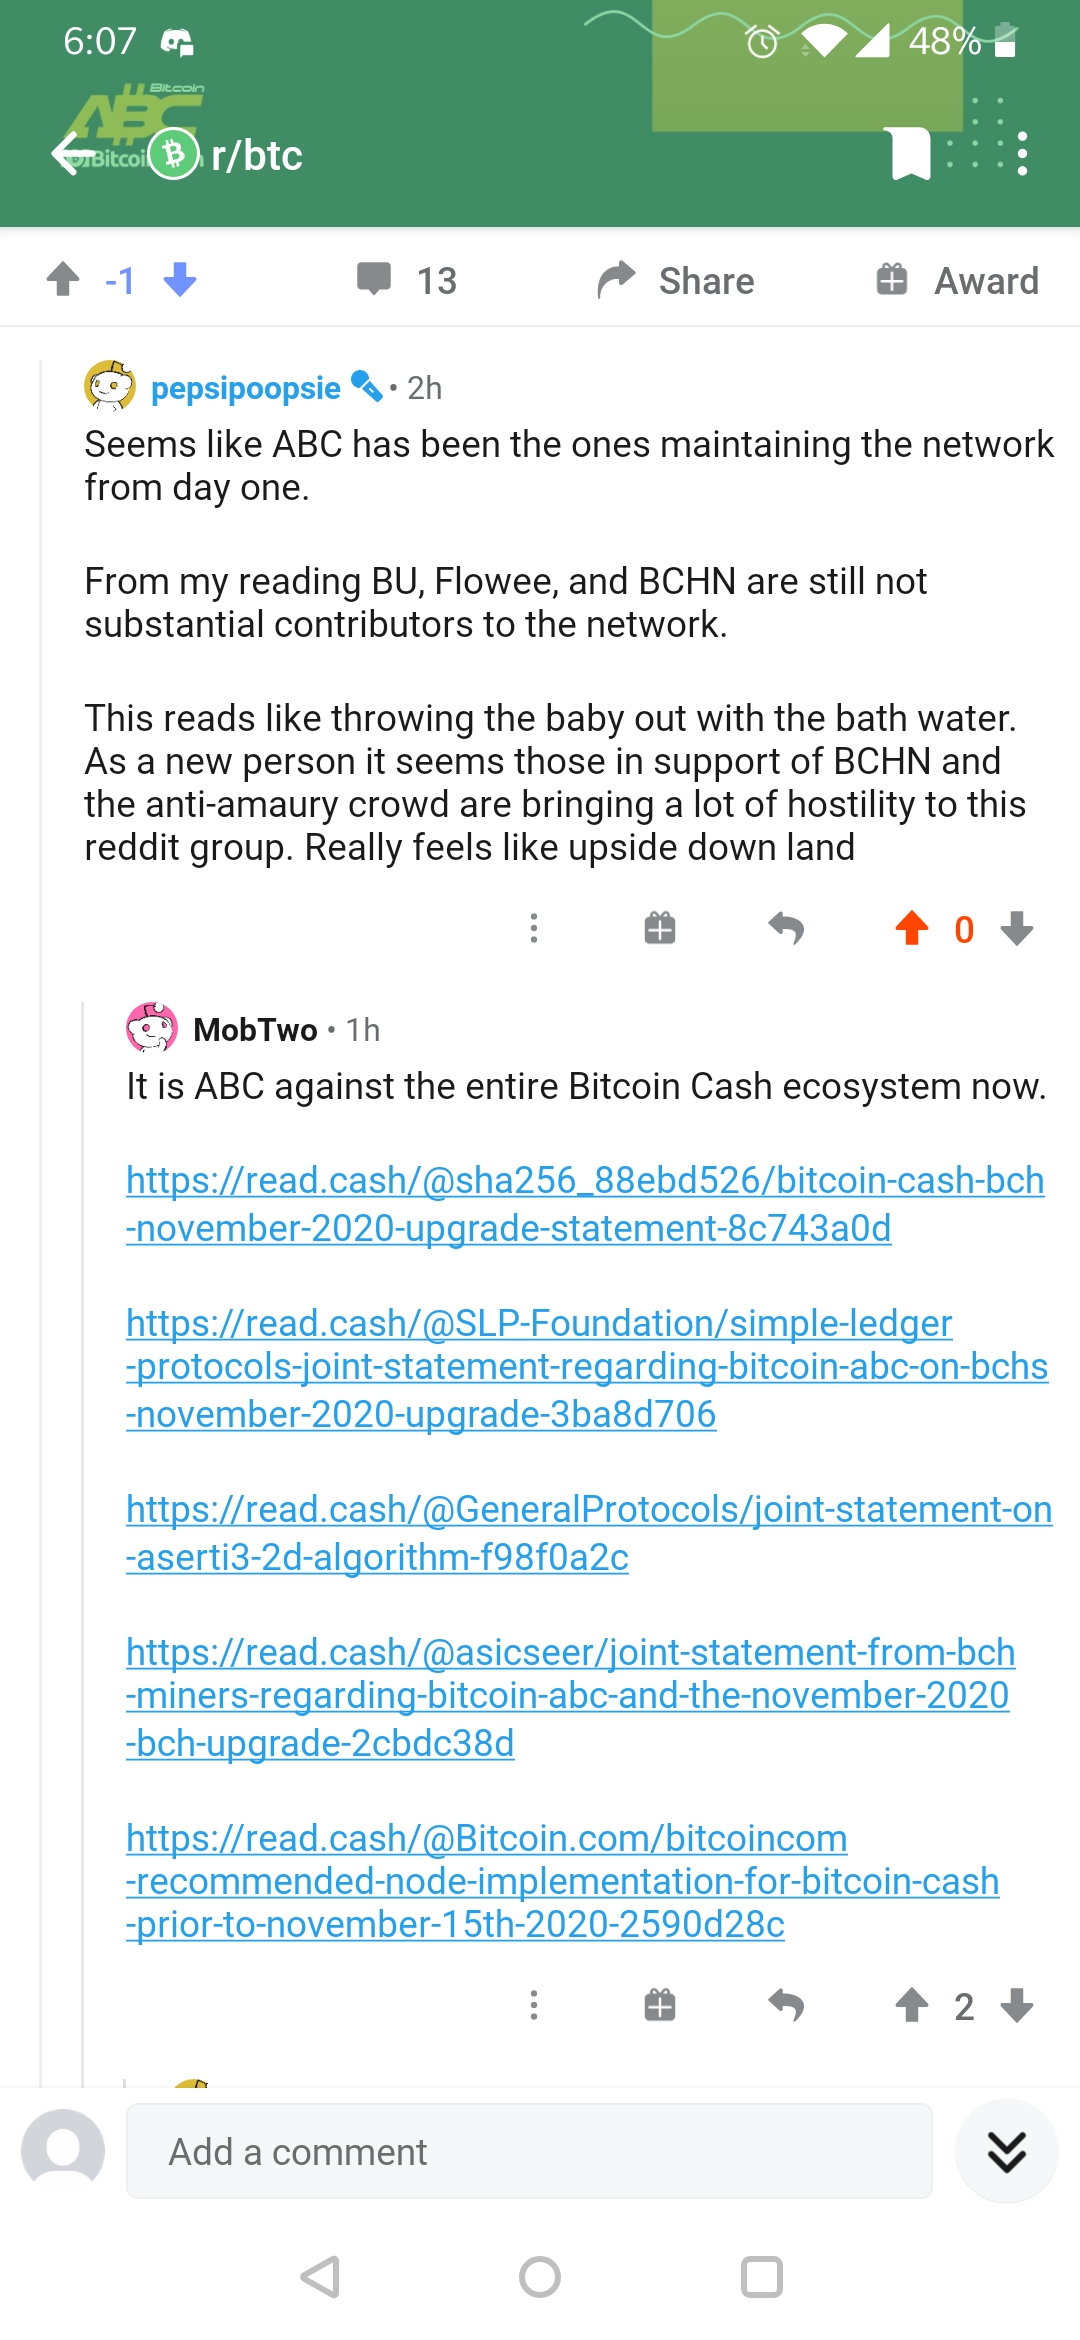 6:07
48%
Bitcoin
ABC
r/btc
-1
13
Share
Award
pepsipoopsie • 2h
Seems like ABC has been the ones maintaining the network
from day one.
From my reading BU, Flowee, and BCHN are still not
substantial contributors to the network.
This reads like throwing the baby out with the bath water.
As a new person it seems those in support of BCHN and
the anti-amaury crowd are bringing a lot of hostility to this
reddit group. Really feels like upside down land
0
MobTwo • 1h
It is ABC against the entire Bitcoin Cash ecosystem now.
https://read.cash/@sha256_88ebd526/bitcoin-cash-bch
-november-2020-upgrade-statement-8c743a0d
https://read.cash/@SLP-Foundation/simple-ledger
-protocols-joint-statement-regarding-bitcoin-abc-on-bchs
-november-2020-upgrade-3ba8d706
https://read.cash/@GeneralProtocols/joint-statement-on
-aserti3-2d-algorithm-f98f0a2c
https://read.cash/@asicseer/joint-statement-from-bch
-miners-regarding-bitcoin-abc-and-the-november-2020
-bch-upgrade-2cbdc38d
https://read.cash/@Bitcoin.com/bitcoincom
-recommended-node-implementation-for-bitcoin-cash
-prior-to-november-15th-2020-2590d28c
2
Add a comment